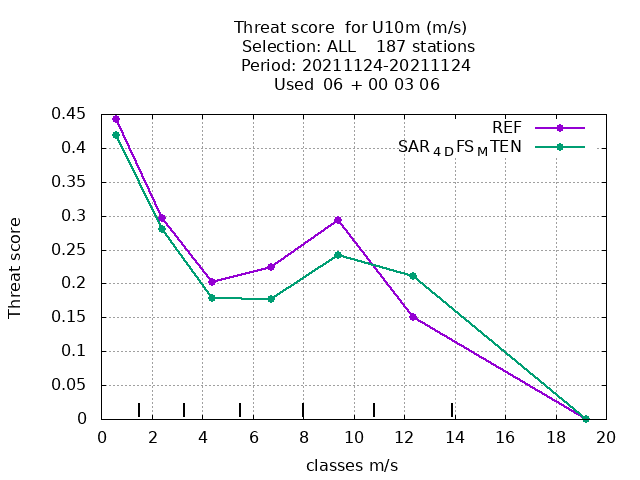 Threat score  for U10m (m/s)
Selection: ALL    187 stations
Period: 20211124-20211124
Used  06 + 00 03 06
REF
SAR4DFSMTEN
Threat score
0.45
0.4
0.35
0.3
0.25
0.2
0.15
0.1
0.05
0
0 2 4 6 8 10 12 14 16 18 20
classes m/s